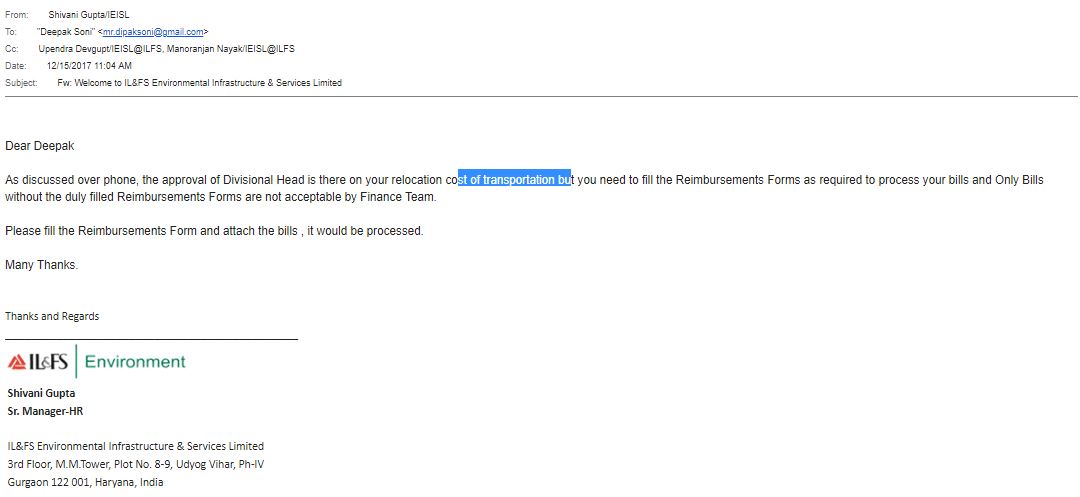 From: Shivani Gupta/IEISL
To: "Deepak Soni" <mr.dipaksoni@gmail.com>
Cc: Upendra Devgupt/IEISL@ILFS, Manoranjan Nayak/IEISL@ILFS
Date: 12/15/2017 11:04 AM
Subject: Fw: Welcome to IL&FS Environmental Infrastructure & Services Limited
Dear Deepak
As discussed over phone, the approval of Divisional Head is there on your relocation cost of transportation but you need to fill the Reimbursements Forms as required to process your bills and Only Bills
without the duly filled Reimbursements Forms are not acceptable by Finance Team.
Please fill the Reimbursements Form and attach the bills , it would be processed.
Many Thanks.
Thanks and Regards
IL&FS Environment
Shivani Gupta
Sr. Manager-HR
IL&FS Environmental Infrastructure & Services Limited
3rd Floor, M.M.Tower, Plot No. 8-9, Udyog Vihar, Ph-IV
Gurgaon 122 001, Haryana, India